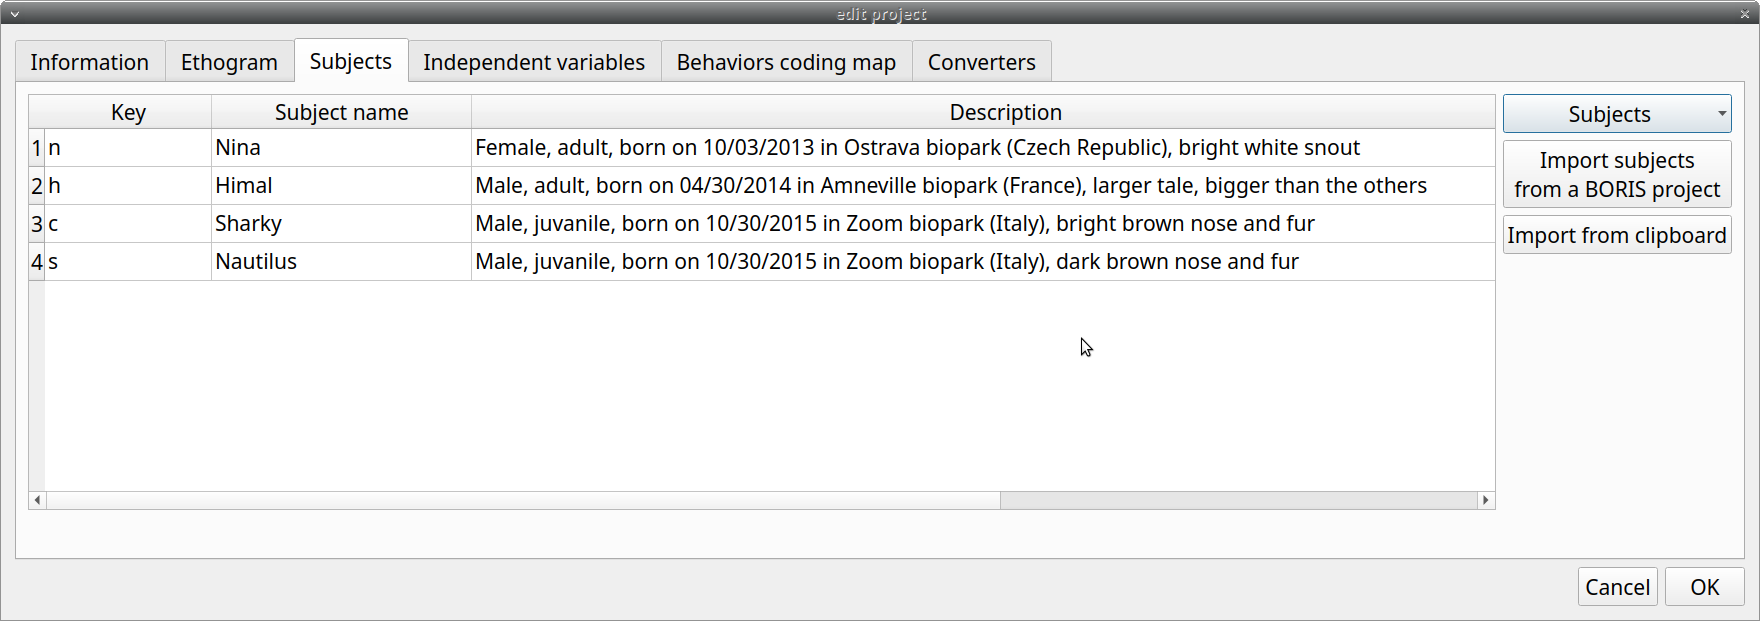 edit project
Information Ethogram Subjects Independent variables Behaviors coding map Converters
Key Subject name Description
1 n Nina Female, adult, born on 10/03/2013 in Ostrava biopark (Czech Republic), bright white snout
2 h Himal Male, adult, born on 04/30/2014 in Amneville biopark (France), larger tale, bigger than the others
3 c Sharky Male, juvanile, born on 10/30/2015 in Zoom biopark (Italy), bright brown nose and fur
4 s Nautilus Male, juvanile, born on 10/30/2015 in Zoom biopark (Italy), dark brown nose and fur
Subjects
Import subjects
from a BORIS project
Import from clipboard
Cancel OK